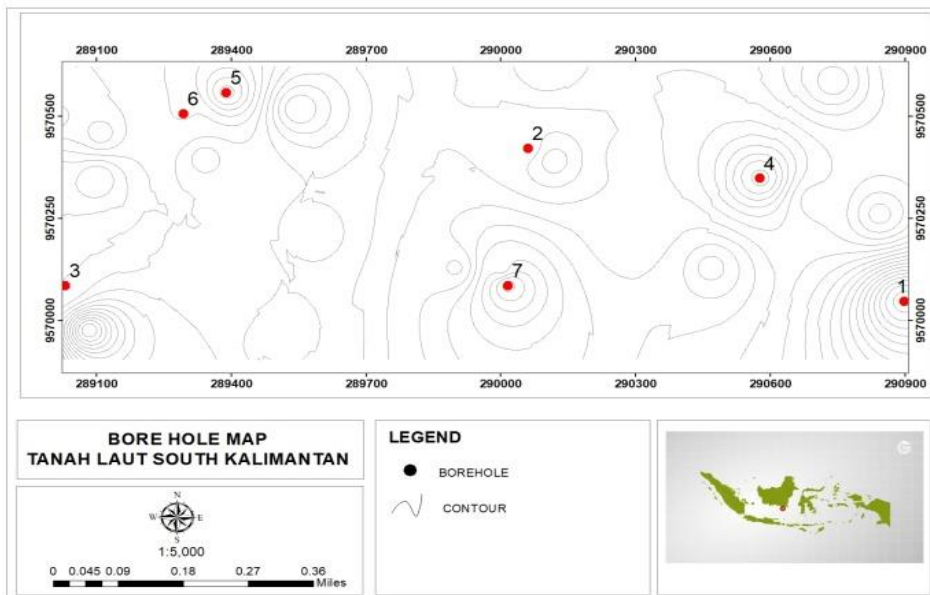 289100 289400 289700 290000 290300 290600 290900
5
6
2
4
3
7
1
9570500 9570500
9570250 9570250
9570000 9570000
289100 289400 289700 290000 290300 290600 290900
BORE HOLE MAP
TANAH LAUT SOUTH KALIMANTAN
N
W E
S
1:5,000
0 0.045 0.09 0.18 0.27 0.36
Miles
LEGEND
BOREHOLE
CONTOUR